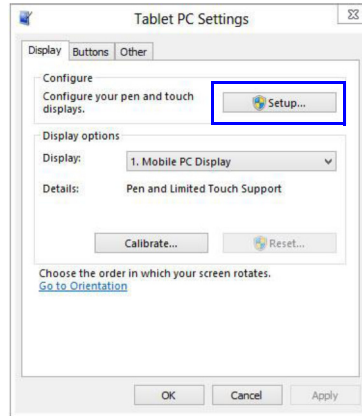 Tablet PC Settings
Display Buttons Other
Configure
Configure your pen and touch
displays.
Setup...
Display options
Display:
1. Mobile PC Display
Details:
Pen and Limited Touch Support
Calibrate...
Reset...
Choose the order in which your screen rotates.
Go to Orientation
OK Cancel Apply